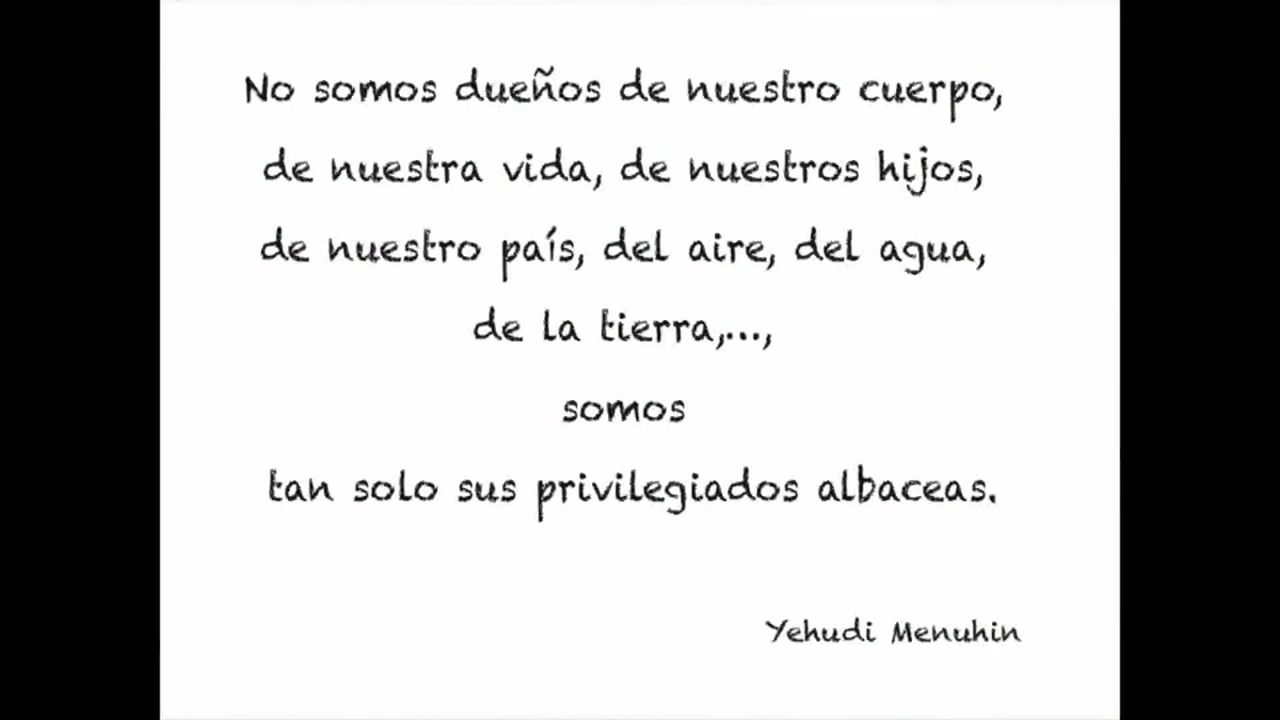 No somos dueños de nuestro cuerpo,
de nuestra vida, de nuestros hijos,
de nuestro país, del aire, del agua,
de la tierra,...,
somos
tan solo sus privilegiados albaceas.
Yehudi Menuhin